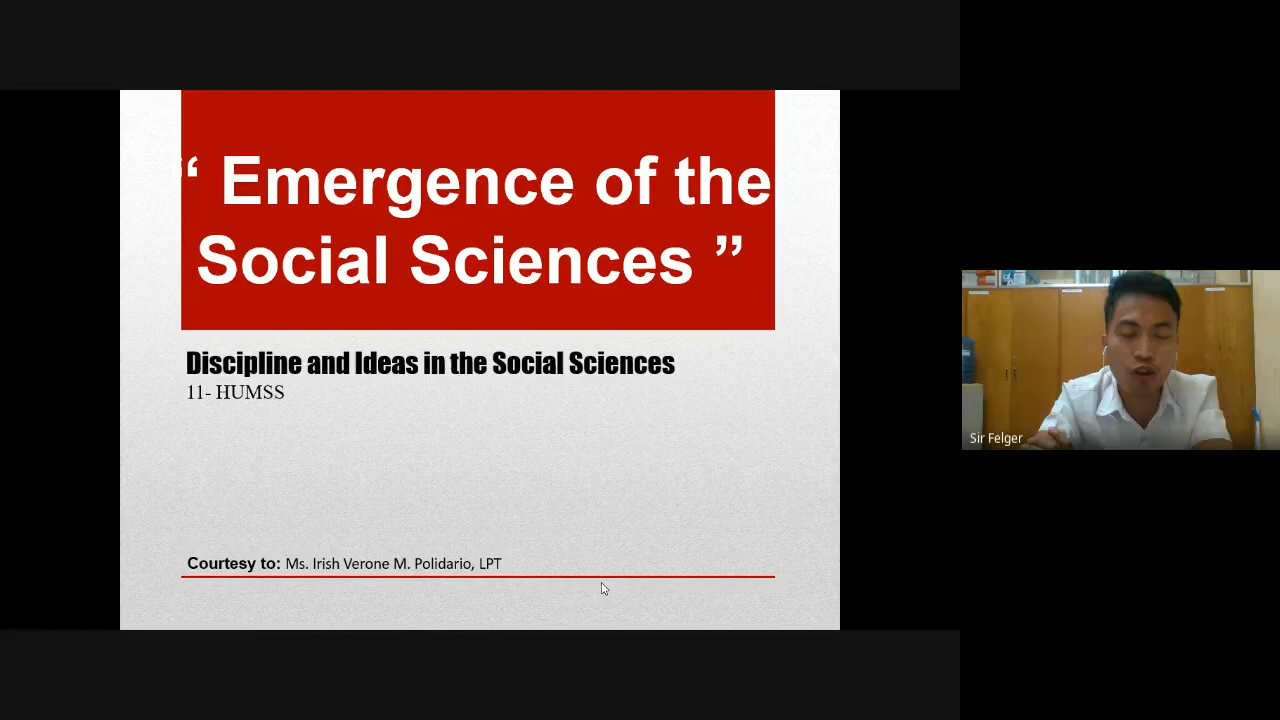 “ Emergence of the
Social Sciences ”
Discipline and Ideas in the Social Sciences
11- HUMSS
Courtesy to: Ms. Irish Verone M. Polidario, LPT
Sir Felger